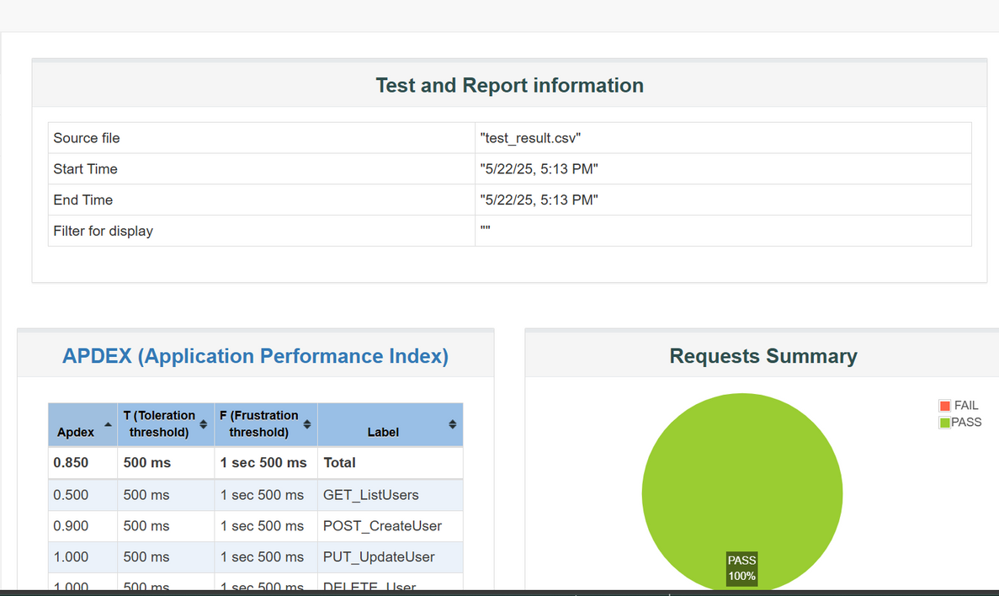 Test and Report information
Source file "test_result.csv"
Start Time "5/22/25, 5:13 PM"
End Time "5/22/25, 5:13 PM"
Filter for display ""
APDEX (Application Performance Index)
Apdex T (Toleration threshold) F (Frustration threshold) Label
0.850 500 ms 1 sec 500 ms Total
0.500 500 ms 1 sec 500 ms GET_ListUsers
0.900 500 ms 1 sec 500 ms POST_CreateUser
1.000 500 ms 1 sec 500 ms PUT_UpdateUser
1.000 500 ms 1 sec 500 ms DELETE_User
Requests Summary
FAIL
PASS
PASS
100%